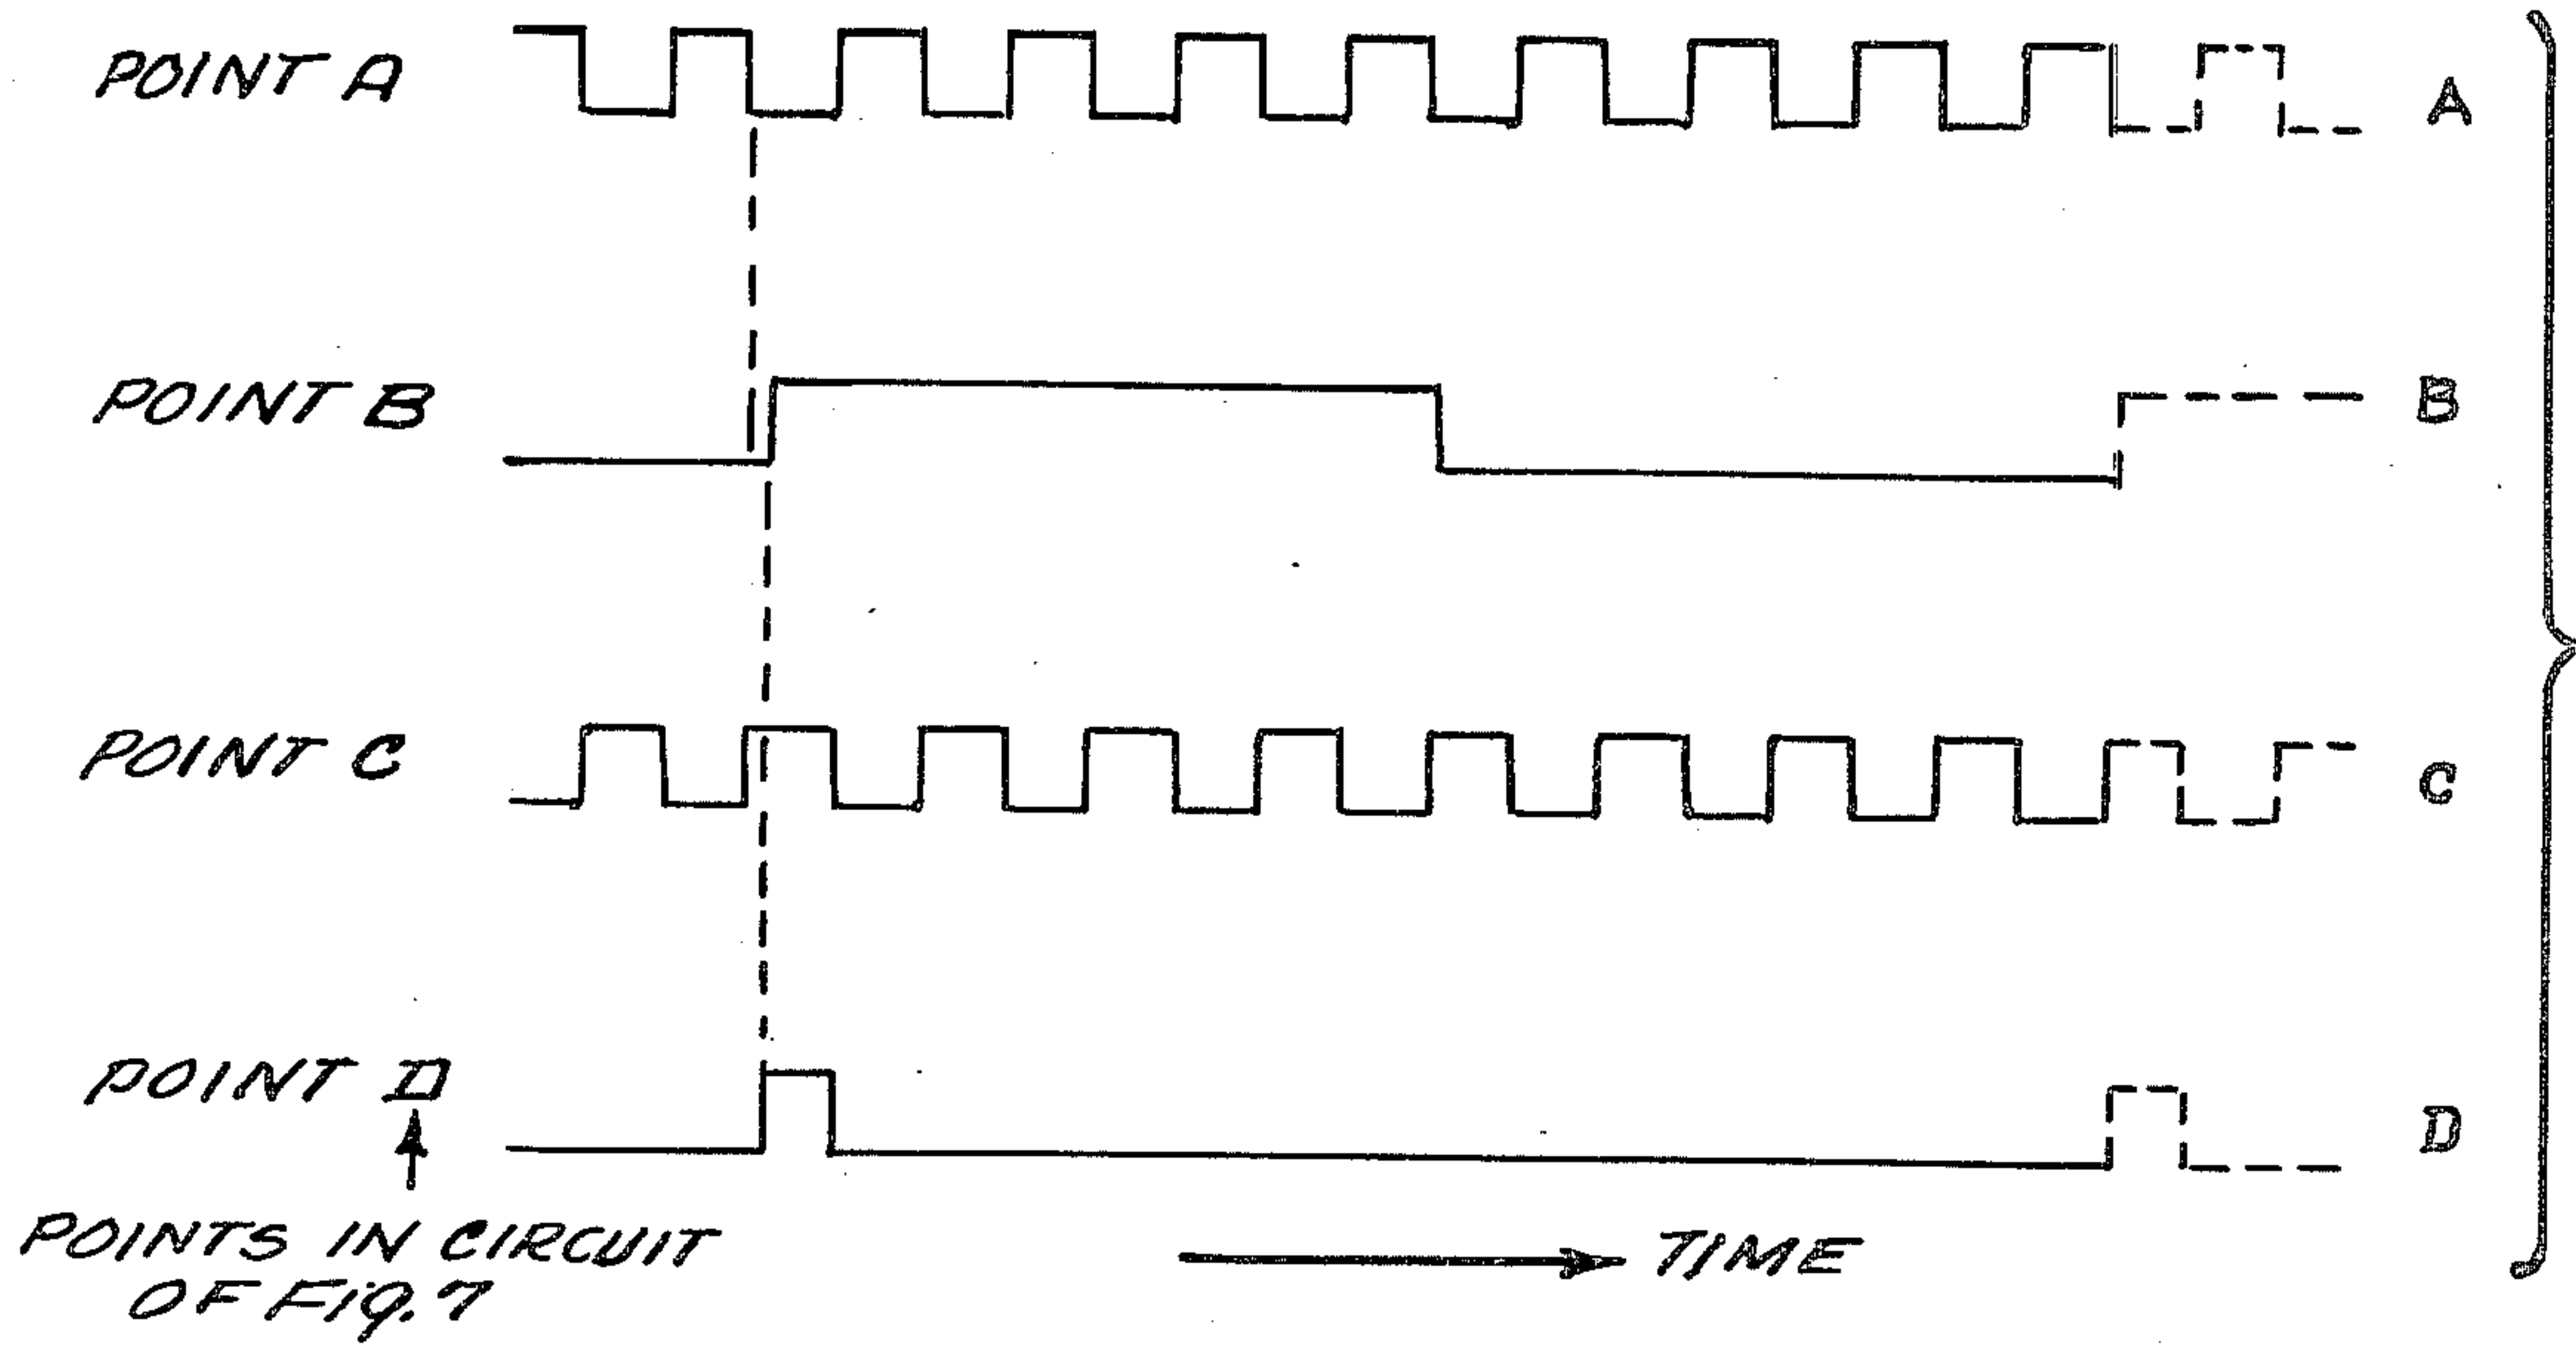 POINT A
A
POINT B
B
POINT C
C
POINT D
D
POINTS IN CIRCUIT
OF FIG. 7
TIME